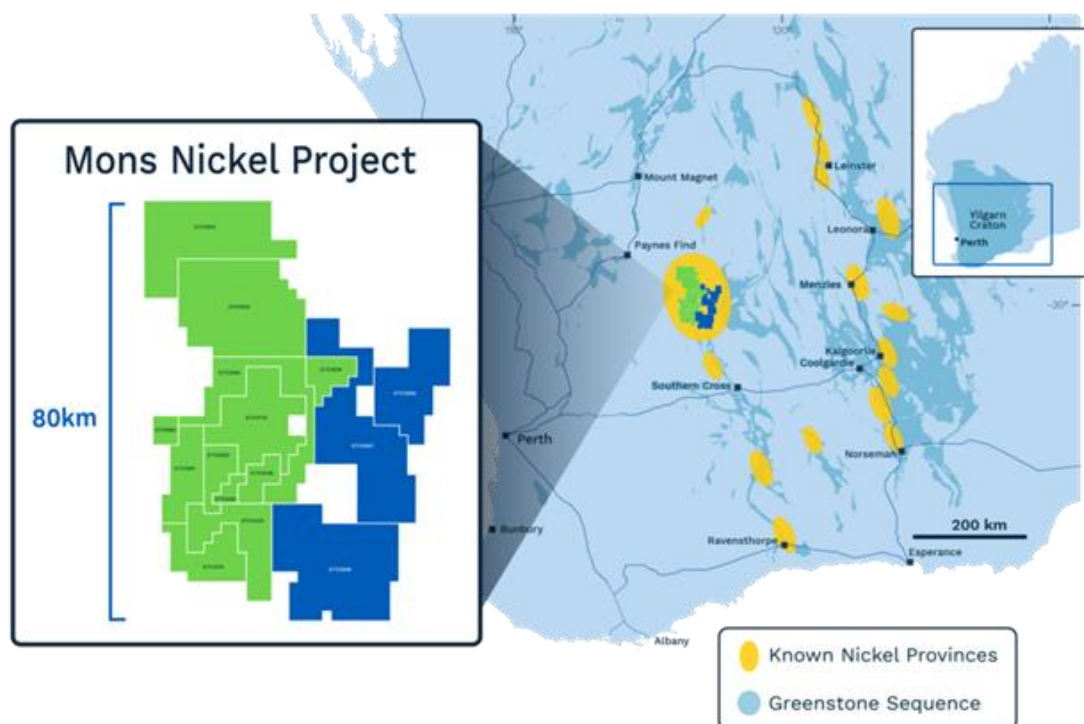 Mons Nickel Project
80km
Mount Magnet
Paynes Find
Leinster
Leonora
Menzies
Kalgoorlie
Coolgardie
Southern Cross
Perth
Norseman
Bunbury
Ravensthorpe
Esperance
Albany
-30°
200 km
Yilgarn
Craton
Perth
Known Nickel Provinces
Greenstone Sequence